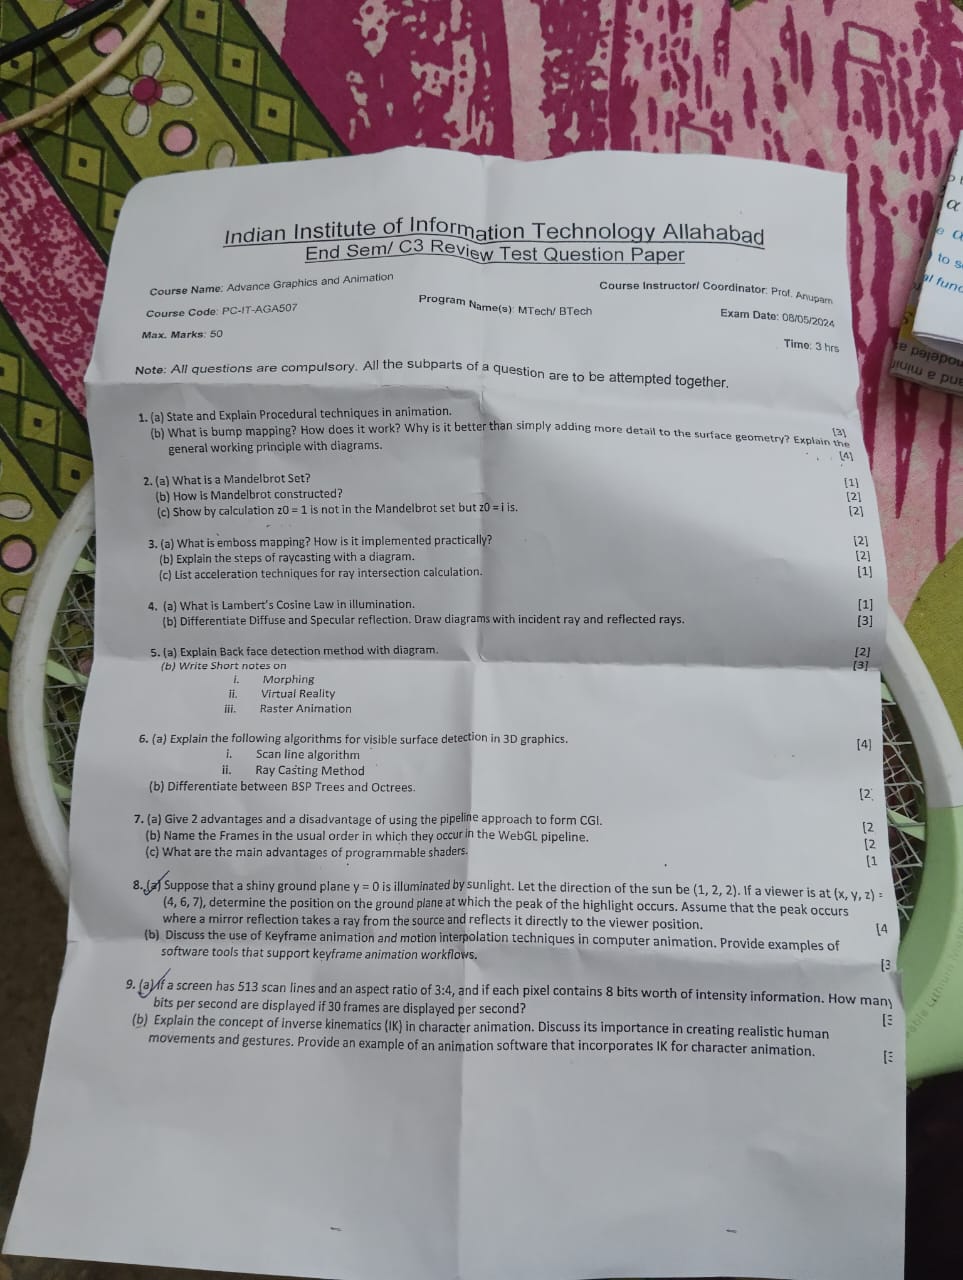 Indian Institute of Information Technology Allahabad
End Sem/ C3 Review Test Question Paper
Course Name: Advance Graphics and Animation
Course Instructor/ Coordinator: Prof. Anupam
Course Code: PC-IT-AGA507
Program Name(s): MTech/ BTech
Exam Date: 08/05/2024
Max. Marks: 50
Time: 3 hrs
Note: All questions are compulsory. All the subparts of a question are to be attempted together.
1. (a) State and Explain Procedural techniques in animation. [3]
(b) What is bump mapping? How does it work? Why is it better than simply adding more detail to the surface geometry? Explain the
general working principle with diagrams. [4]
2. (a) What is a Mandelbrot Set? [1]
(b) How is Mandelbrot constructed? [2]
(c) Show by calculation z0 = 1 is not in the Mandelbrot set but z0 = i is. [2]
3. (a) What is emboss mapping? How is it implemented practically? [2]
(b) Explain the steps of raycasting with a diagram. [2]
(c) List acceleration techniques for ray intersection calculation. [1]
4. (a) What is Lambert's Cosine Law in illumination. [1]
(b) Differentiate Diffuse and Specular reflection. Draw diagrams with incident ray and reflected rays. [3]
5. (a) Explain Back face detection method with diagram. [2]
(b) Write Short notes on [3]
i. Morphing
ii. Virtual Reality
iii. Raster Animation
6. (a) Explain the following algorithms for visible surface detection in 3D graphics. [4]
i. Scan line algorithm
ii. Ray Casting Method
(b) Differentiate between BSP Trees and Octrees. [2
7. (a) Give 2 advantages and a disadvantage of using the pipeline approach to form CGI. [2
(b) Name the Frames in the usual order in which they occur in the WebGL pipeline. [2
(c) What are the main advantages of programmable shaders. [1
8. (a) Suppose that a shiny ground plane y = 0 is illuminated by sunlight. Let the direction of the sun be (1, 2, 2). If a viewer is at (x, y, z) =
(4, 6, 7), determine the position on the ground plane at which the peak of the highlight occurs. Assume that the peak occurs
where a mirror reflection takes a ray from the source and reflects it directly to the viewer position. [4
(b) Discuss the use of Keyframe animation and motion interpolation techniques in computer animation. Provide examples of
software tools that support keyframe animation workflows. [3
9. (a) If a screen has 513 scan lines and an aspect ratio of 3:4, and if each pixel contains 8 bits worth of intensity information. How many
bits per second are displayed if 30 frames are displayed per second?
(b) Explain the concept of inverse kinematics (IK) in character animation. Discuss its importance in creating realistic human
movements and gestures. Provide an example of an animation software that incorporates IK for character animation.